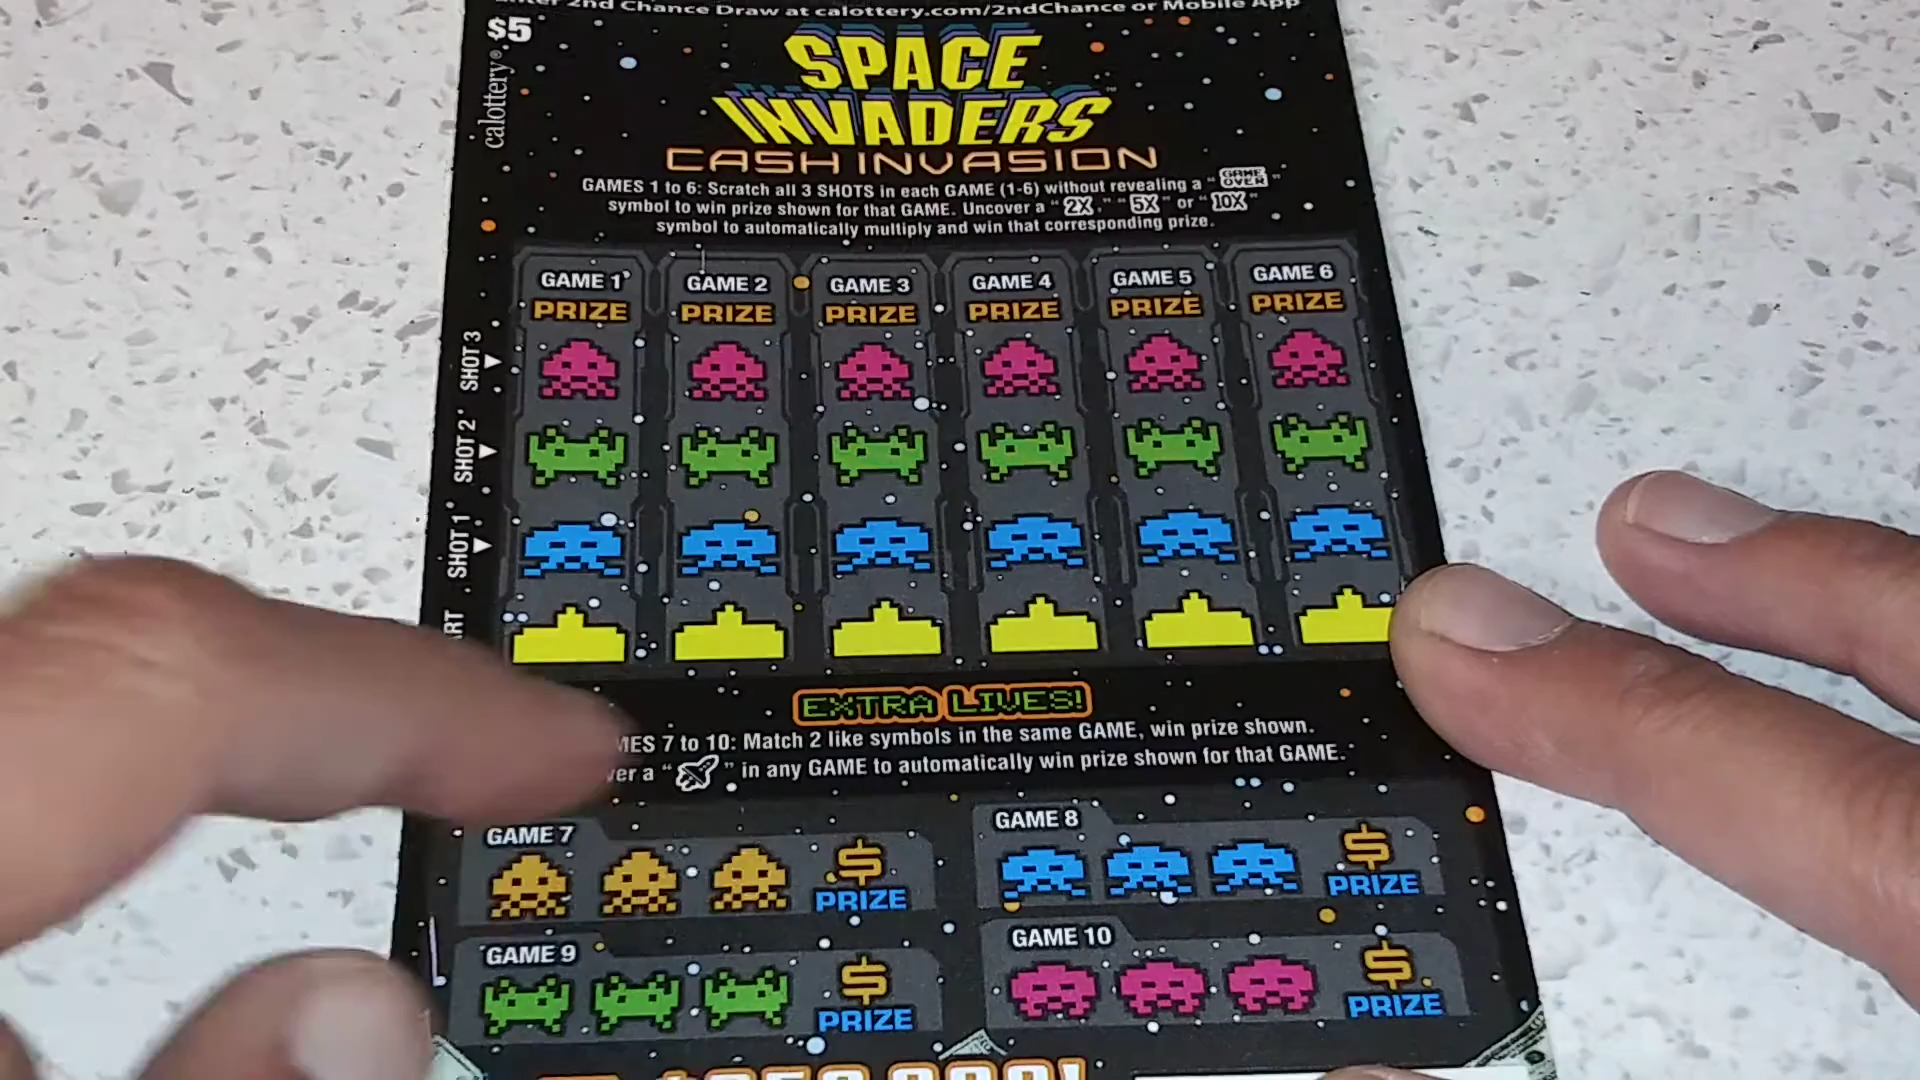 2nd Chance Draw at calottery.com/2ndChance or Mobile App
$5
calottery®
SPACE
INVADERS™
CASH INVASION
GAMES 1 to 6: Scratch all 3 SHOTS in each GAME (1-6) without revealing a "GAME OVER"
symbol to win prize shown for that GAME. Uncover a "2X," "5X" or "10X"
symbol to automatically multiply and win that corresponding prize.
GAME 1 GAME 2 GAME 3 GAME 4 GAME 5 GAME 6
PRIZE PRIZE PRIZE PRIZE PRIZE PRIZE
SHOT 3
SHOT 2
SHOT 1
EXTRA LIVES!
7 to 10: Match 2 like symbols in the same GAME, win prize shown.
a " " in any GAME to automatically win prize shown for that GAME.
GAME 7
$
PRIZE
GAME 8
$
PRIZE
GAME 9
$
PRIZE
GAME 10
$
PRIZE